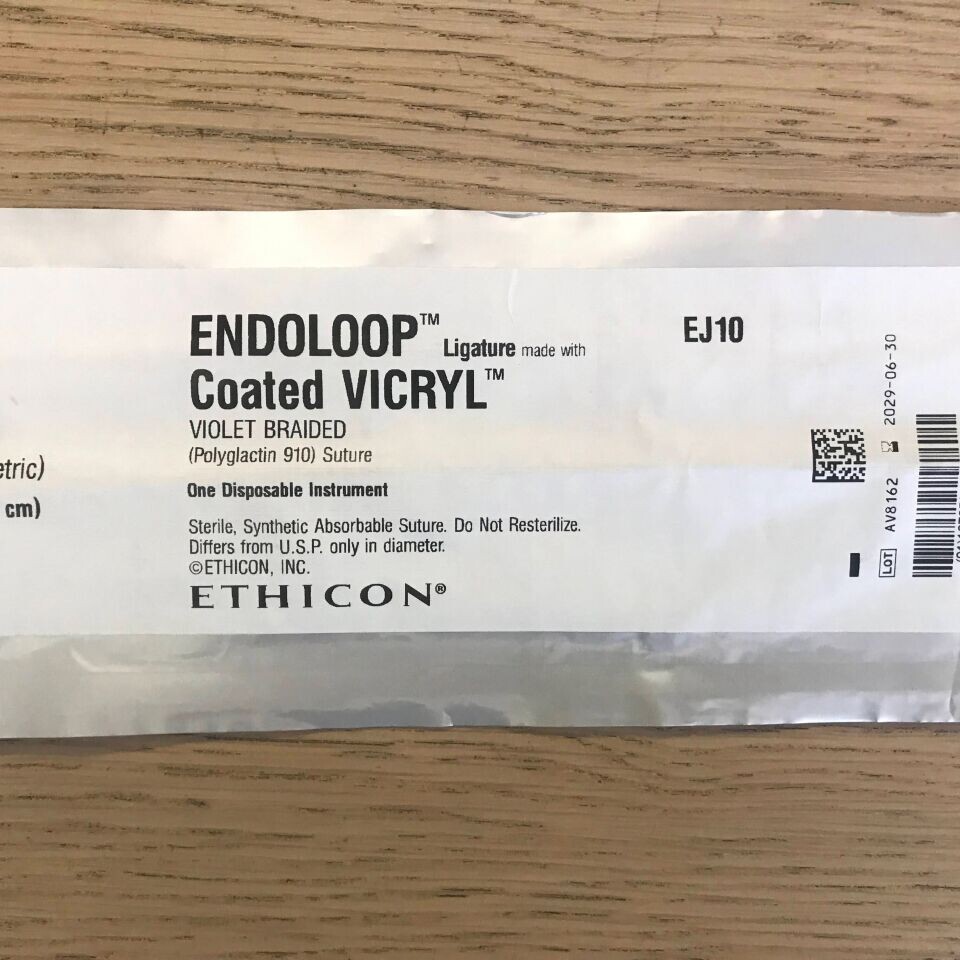 ENDOLOOP™ Ligature made with
Coated VICRYL™
VIOLET BRAIDED
(Polyglactin 910) Suture
One Disposable Instrument
Sterile, Synthetic Absorbable Suture. Do Not Resterilize.
Differs from U.S.P. only in diameter.
©ETHICON, INC.
ETHICON®
etric)
cm)
EJ10
LOT AV8162 2029-06-30